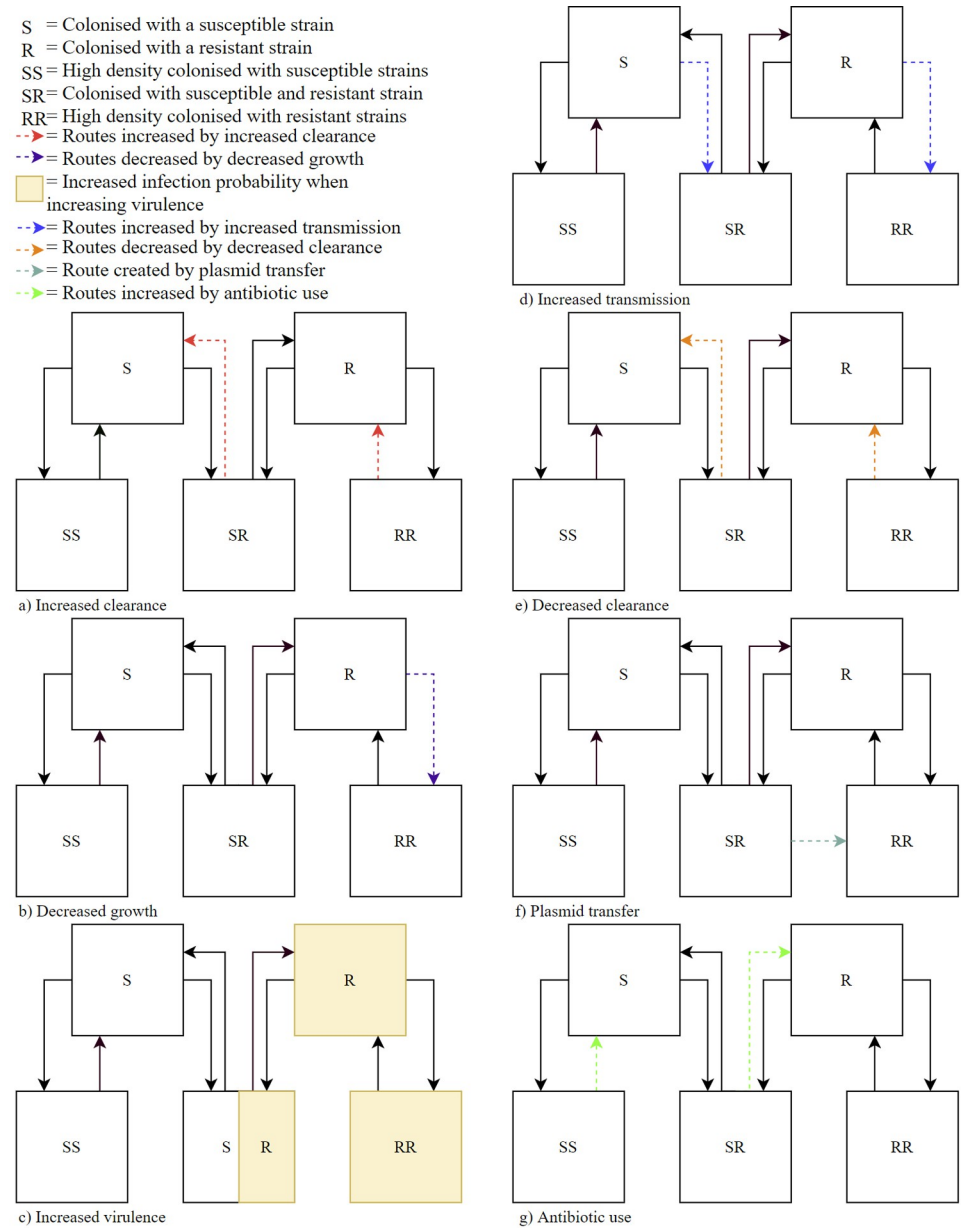 S = Colonised with a susceptible strain
R = Colonised with a resistant strain
SS = High density colonised with susceptible strains
SR = Colonised with susceptible and resistant strain
RR = High density colonised with resistant strains
= Routes increased by increased clearance
= Routes decreased by decreased growth
= Increased infection probability when
increasing virulence
= Routes increased by increased transmission
= Routes decreased by decreased clearance
= Route created by plasmid transfer
= Routes increased by antibiotic use
S R
SS SR RR
d) Increased transmission
S R
SS SR RR
a) Increased clearance
S R
SS SR RR
e) Decreased clearance
S R
SS SR RR
b) Decreased growth
S R
SS SR RR
f) Plasmid transfer
S R
SS S R RR
c) Increased virulence
S R
SS SR RR
g) Antibiotic use